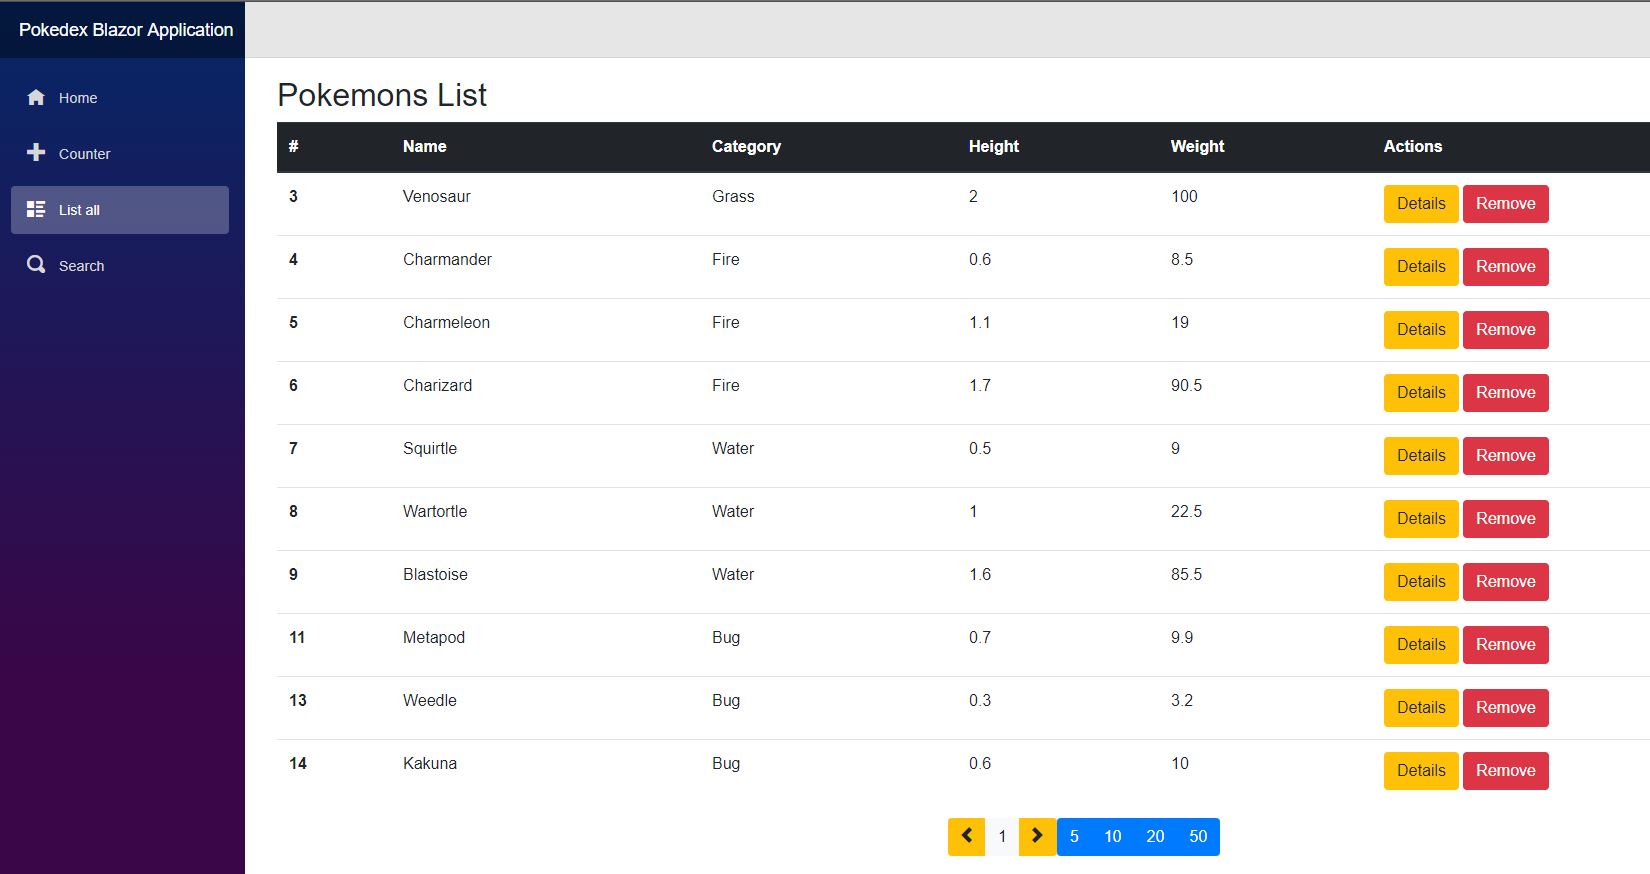 Pokedex Blazor Application
Home
Counter
List all
Search
Pokemons List
# Name Category Height Weight Actions
3 Venosaur Grass 2 100 Details Remove
4 Charmander Fire 0.6 8.5 Details Remove
5 Charmeleon Fire 1.1 19 Details Remove
6 Charizard Fire 1.7 90.5 Details Remove
7 Squirtle Water 0.5 9 Details Remove
8 Wartortle Water 1 22.5 Details Remove
9 Blastoise Water 1.6 85.5 Details Remove
11 Metapod Bug 0.7 9.9 Details Remove
13 Weedle Bug 0.3 3.2 Details Remove
14 Kakuna Bug 0.6 10 Details Remove
1 5 10 20 50